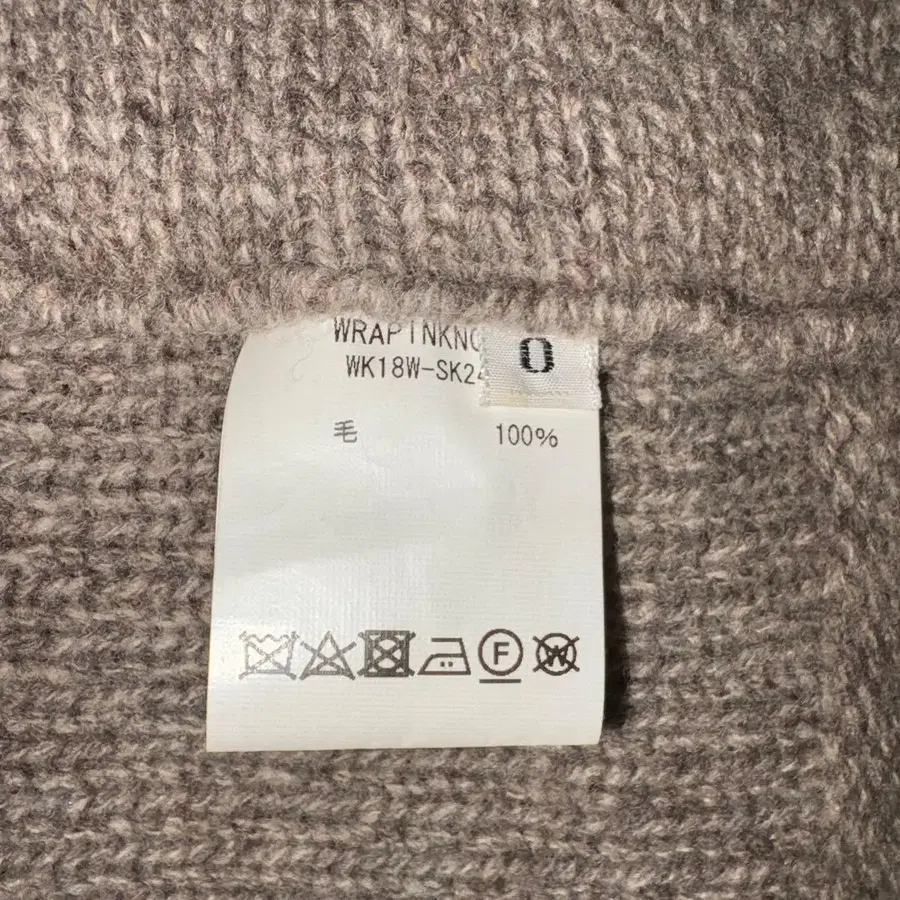 WRAPINKNO
0
WK18W-SK24
毛 100%
F
W